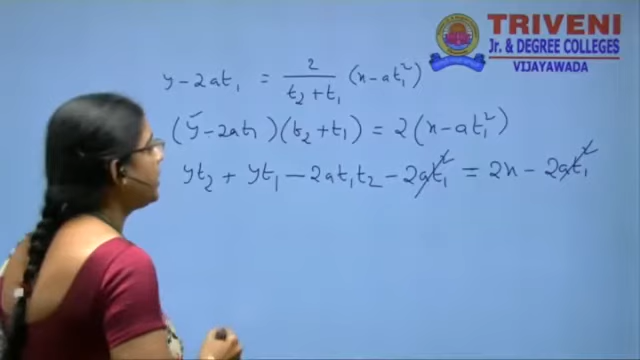 TRIVENI
Jr. & DEGREE COLLEGES
VIJAYAWADA
y - 2at₁ = 2/(t₂ + t₁) (x - at₁²)
(y - 2at₁)(t₂ + t₁) = 2(x - at₁²)
yt₂ + yt₁ - 2at₁t₂ - 2at₁² = 2x - 2at₁²